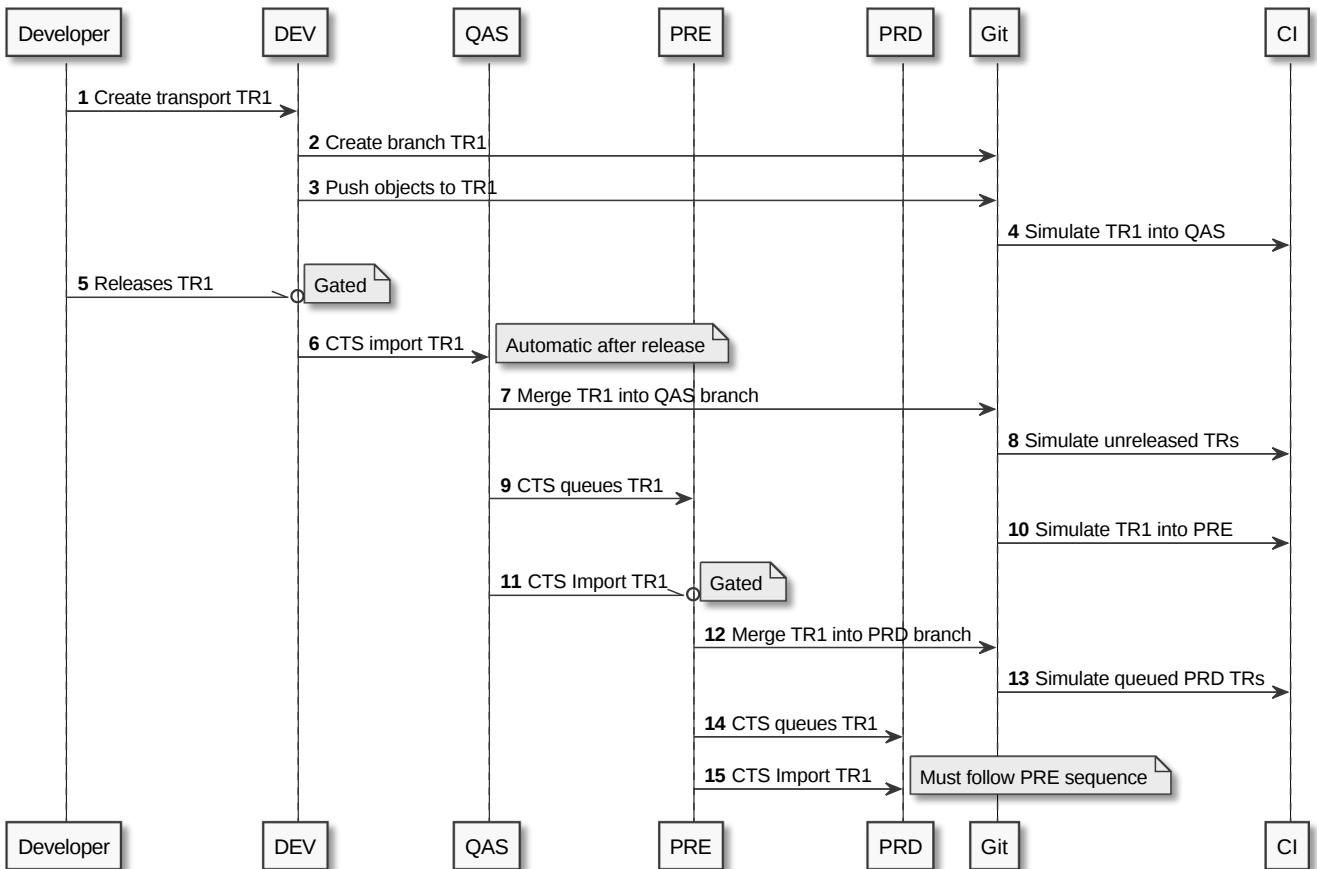 Developer DEV QAS PRE PRD Git CI
1 Create transport TR1
2 Create branch TR1
3 Push objects to TR1
4 Simulate TR1 into QAS
5 Releases TR1
Gated
6 CTS import TR1
Automatic after release
7 Merge TR1 into QAS branch
8 Simulate unreleased TRs
9 CTS queues TR1
10 Simulate TR1 into PRE
11 CTS Import TR1
Gated
12 Merge TR1 into PRD branch
13 Simulate queued PRD TRs
14 CTS queues TR1
15 CTS Import TR1
Must follow PRE sequence
Developer DEV QAS PRE PRD Git CI